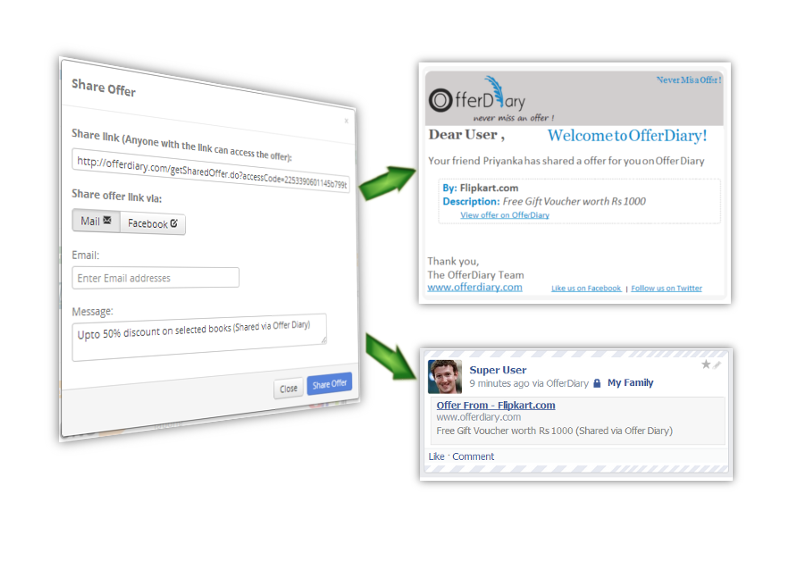 Share Offer
×
Share link (Anyone with the link can access the offer):
http://offerdiary.com/getSharedOffer.do?accessCode=2253390601145b799b
Share offer link via:
Mail
Facebook
Email:
Enter Email addresses
Message:
Upto 50% discount on selected books (Shared via Offer Diary)
Close
Share Offer
Never Miss a Offer!
OfferDiary
never miss an offer !
Dear User ,
Welcome to OfferDiary!
Your friend Priyanka has shared a offer for you on Offer Diary
By: Flipkart.com
Description: Free Gift Voucher worth Rs 1000
View offer on OfferDiary
Thank you,
The OfferDiary Team
www.offerdiary.com
Like us on Facebook | Follow us on Twitter
Super User
9 minutes ago via OfferDiary My Family
Offer From - Flipkart.com
www.offerdiary.com
Free Gift Voucher worth Rs 1000 (Shared via Offer Diary)
Like · Comment